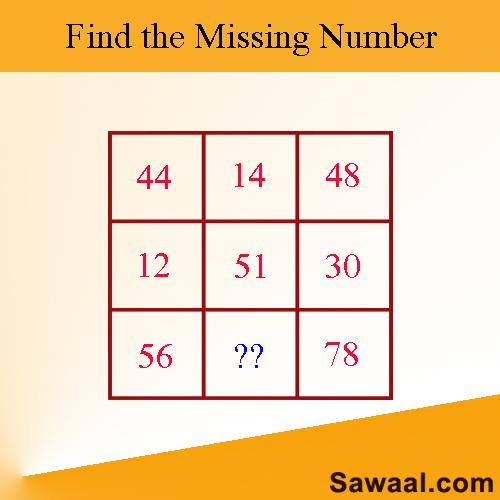 Find the Missing Number
44 14 48
12 51 30
56 ?? 78
Sawaal.com